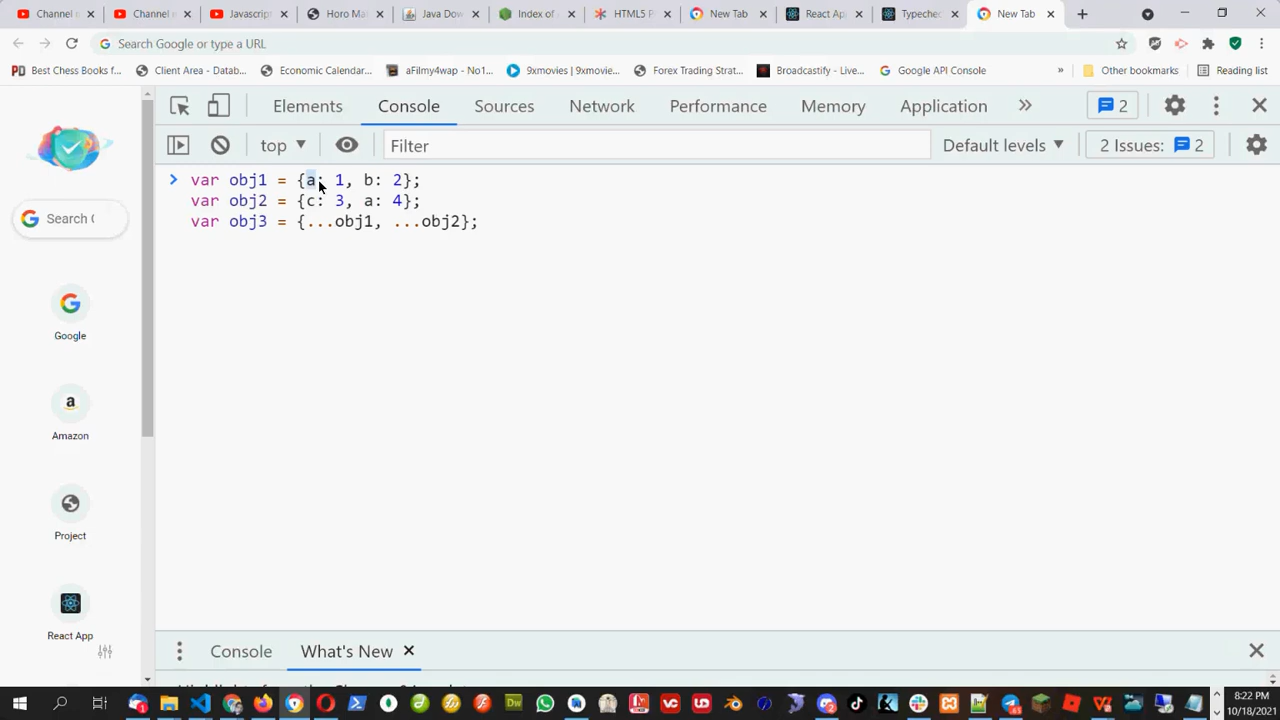 Channel m
Channel c
Javascript
Horo Ma
Java Dow
Index o
HTML5
New Tab
React Ap
Typeche
New Tab
Search Google or type a URL
Best Chess Books f...
Client Area - Datab...
Economic Calendar...
aFilmy4wap - No1...
9xmovies | 9xmovie...
Forex Trading Strat...
Broadcastify - Live...
Google API Console
»
Other bookmarks
Reading list
Elements
Console
Sources
Network
Performance
Memory
Application
»
2
top
Filter
Default levels
2 Issues:
2
> var obj1 = {a: 1, b: 2};
var obj2 = {c: 3, a: 4};
var obj3 = {...obj1, ...obj2};
Search (
Google
a
Amazon
Project
React App
Console
What's New
8:22 PM
10/18/2021